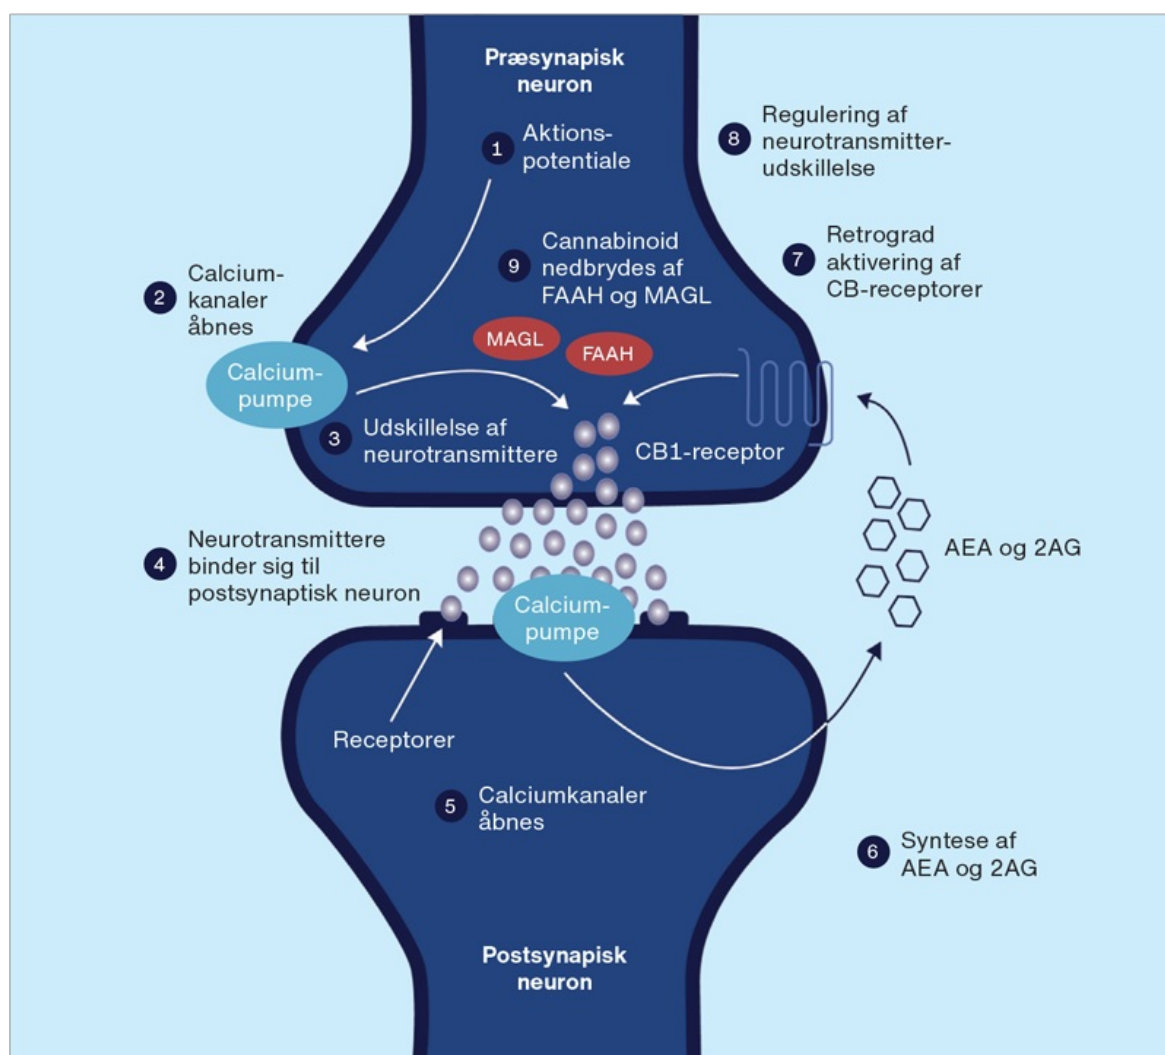 Præsynapisk
neuron
1 Aktions-
potentiale
8 Regulering af
neurotransmitter-
udskillelse
9 Cannabinoid
nedbrydes af
FAAH og MAGL
7 Retrograd
aktivering af
CB-receptorer
2 Calcium-
kanaler
åbnes
MAGL
FAAH
Calcium-
pumpe
3 Udskillelse af
neurotransmittere
CB1-receptor
4 Neurotransmittere
binder sig til
postsynaptisk neuron
AEA og 2AG
Calcium-
pumpe
Receptorer
5 Calciumkanaler
åbnes
6 Syntese af
AEA og 2AG
Postsynapisk
neuron